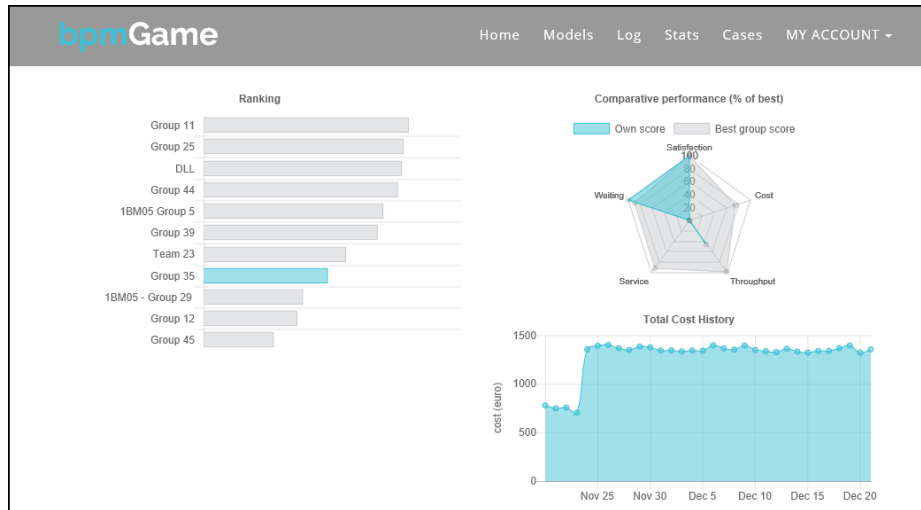 bpmGame
Home Models Log Stats Cases MY ACCOUNT
Ranking
Group 11
Group 25
DLL
Group 44
1BM05 Group 5
Group 39
Team 23
Group 35
1BM05 - Group 29
Group 12
Group 45
Comparative performance (% of best)
Own score Best group score
Satisfaction
100
80
60
40
20
Waiting
Cost
Service
Throughput
Total Cost History
cost (euro)
1500
1000
500
0
Nov 25 Nov 30 Dec 5 Dec 10 Dec 15 Dec 20